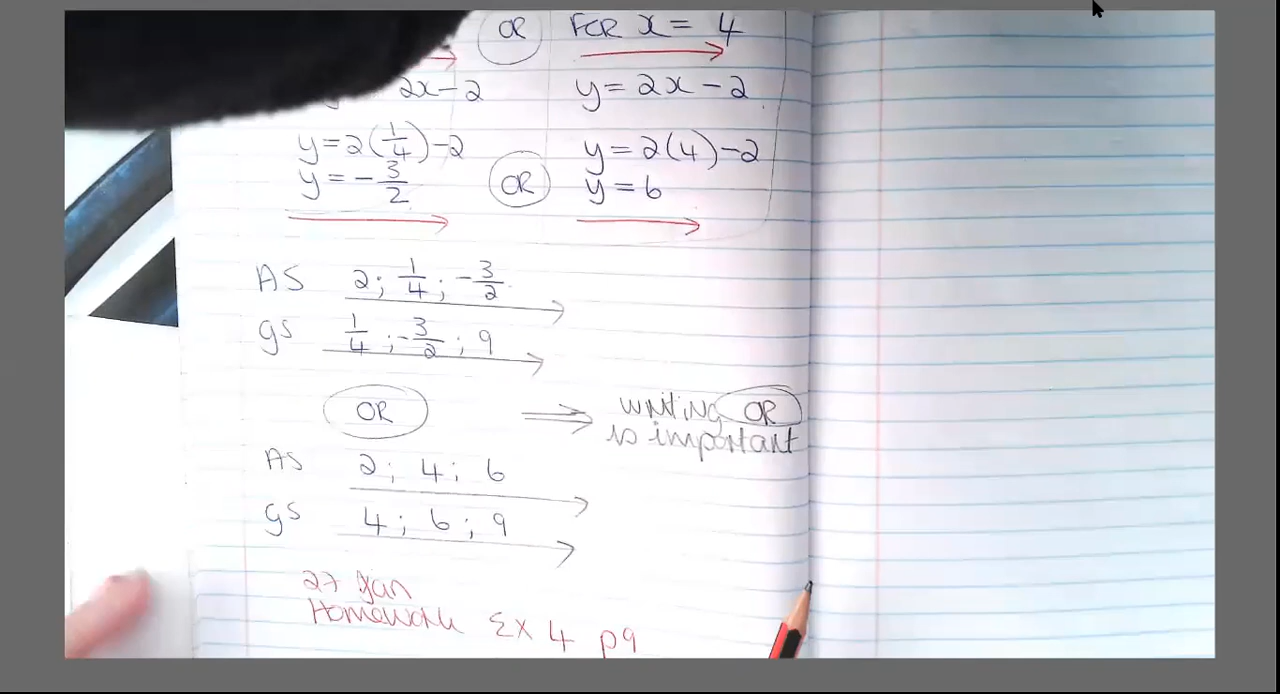 OR FOR x = 4
2x-2 y = 2x-2
y=2(1/4)-2 y=2(4)-2
y=-3/2 OR y=6
AS 2; 1/4; -3/2
GS 1/4; -3/2; 9
OR ⇒ writing OR
is important
AS 2; 4; 6
GS 4; 6; 9
27 Jan
Homework Ex 4 p9